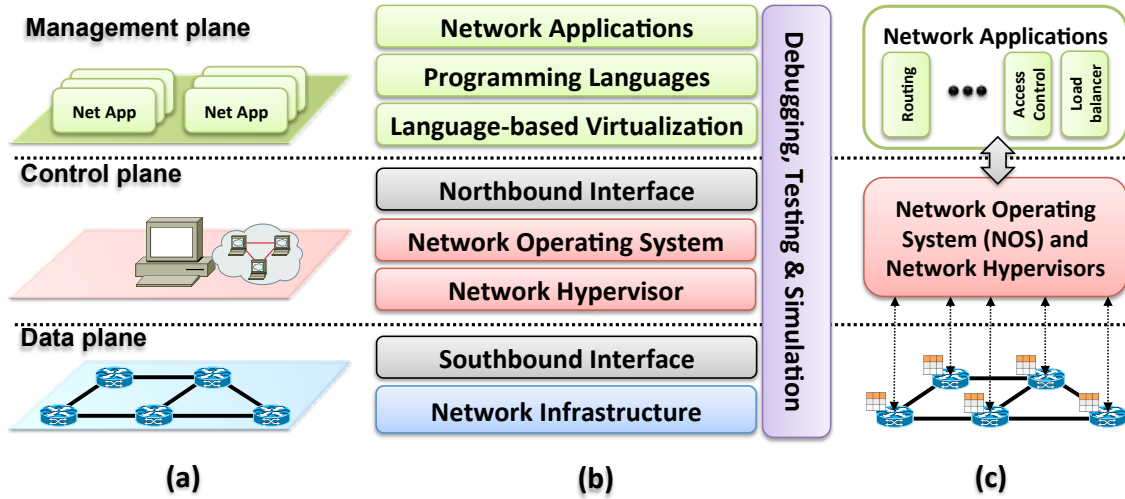 Management plane
Net App
Net App
Control plane
Data plane
(a)
Network Applications
Programming Languages
Language-based Virtualization
Northbound Interface
Network Operating System
Network Hypervisor
Southbound Interface
Network Infrastructure
Debugging, Testing & Simulation
(b)
Network Applications
Routing
Access
Control
Load
balancer
Network Operating
System (NOS) and
Network Hypervisors
(c)